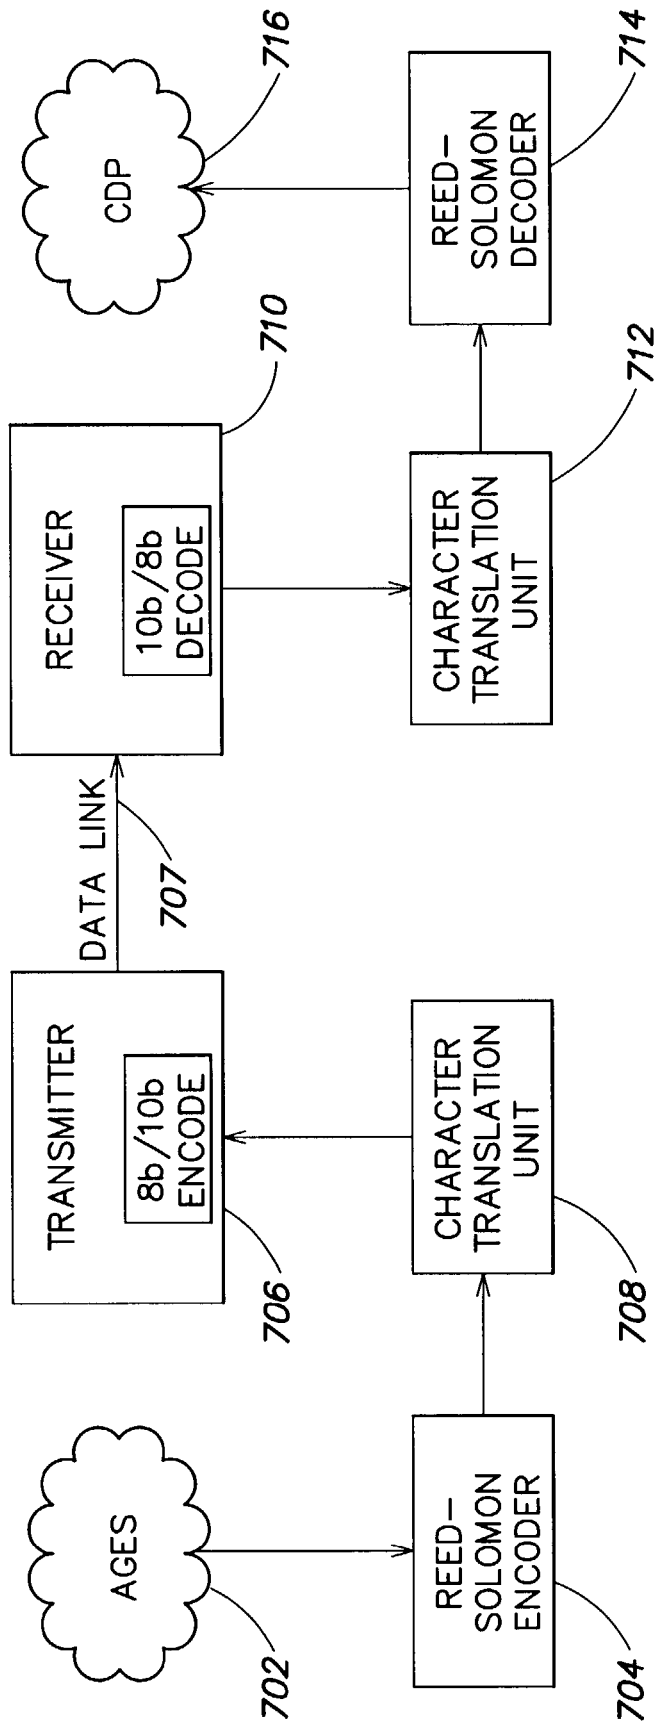 AGES
702
REED-
SOLOMON
ENCODER
704
CHARACTER
TRANSLATION
UNIT
708
TRANSMITTER
8b/10b
ENCODE
706
DATA LINK
707
RECEIVER
10b/8b
DECODE
710
CHARACTER
TRANSLATION
UNIT
712
REED-
SOLOMON
DECODER
714
CDP
716